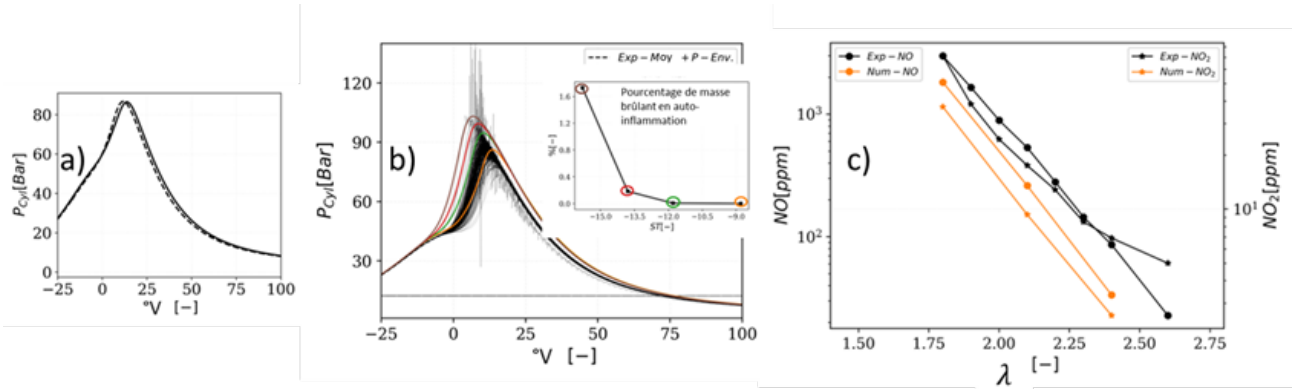 a)
P_Cyl[Bar]
80
60
40
20
0
−25
0
25
50
75
100
°V [−]
b)
P_Cyl[Bar]
120
90
60
30
−25
0
25
50
75
100
°V [−]
Exp−Moy + P−Env.
Pourcentage de masse
brûlant en auto-
inflammation
%[−]
1.6
1.2
0.8
0.4
0.0
−15.0
−13.5
−12.0
−10.5
−9.0
ST[−]
c)
Exp−NO
Num−NO
Exp−NO₂
Num−NO₂
NO[ppm]
10³
10²
NO₂[ppm]
10¹
1.50
1.75
2.00
2.25
2.50
2.75
λ [−]